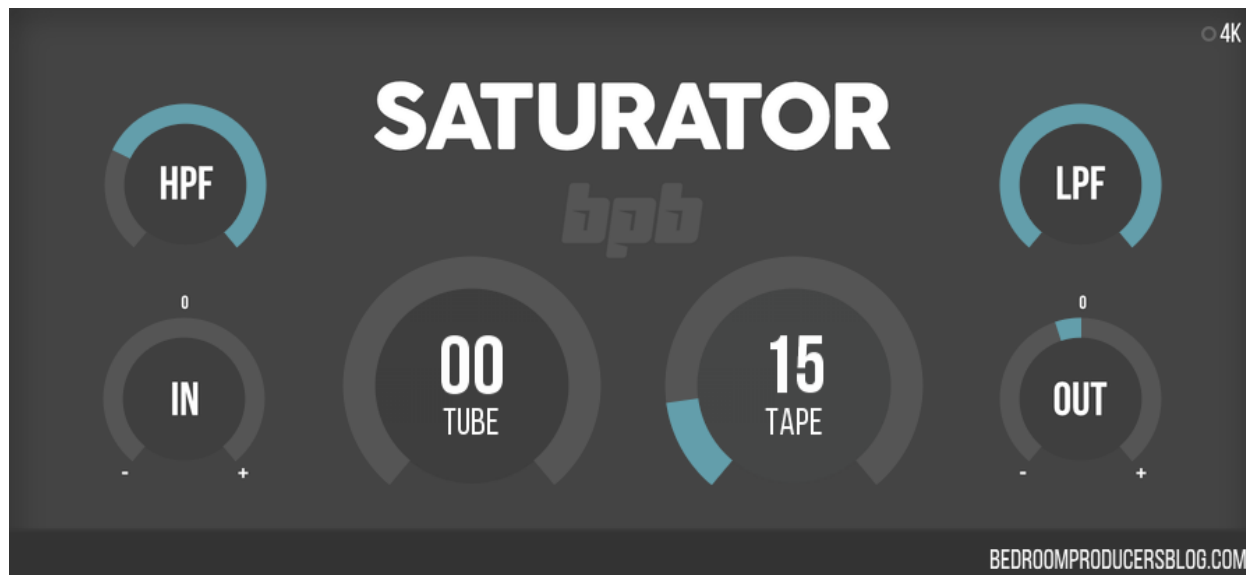 4K
SATURATOR
HPF
bpb
LPF
0
0
IN
00
TUBE
15
TAPE
OUT
- +
- +
BEDROOMPRODUCERSBLOG.COM